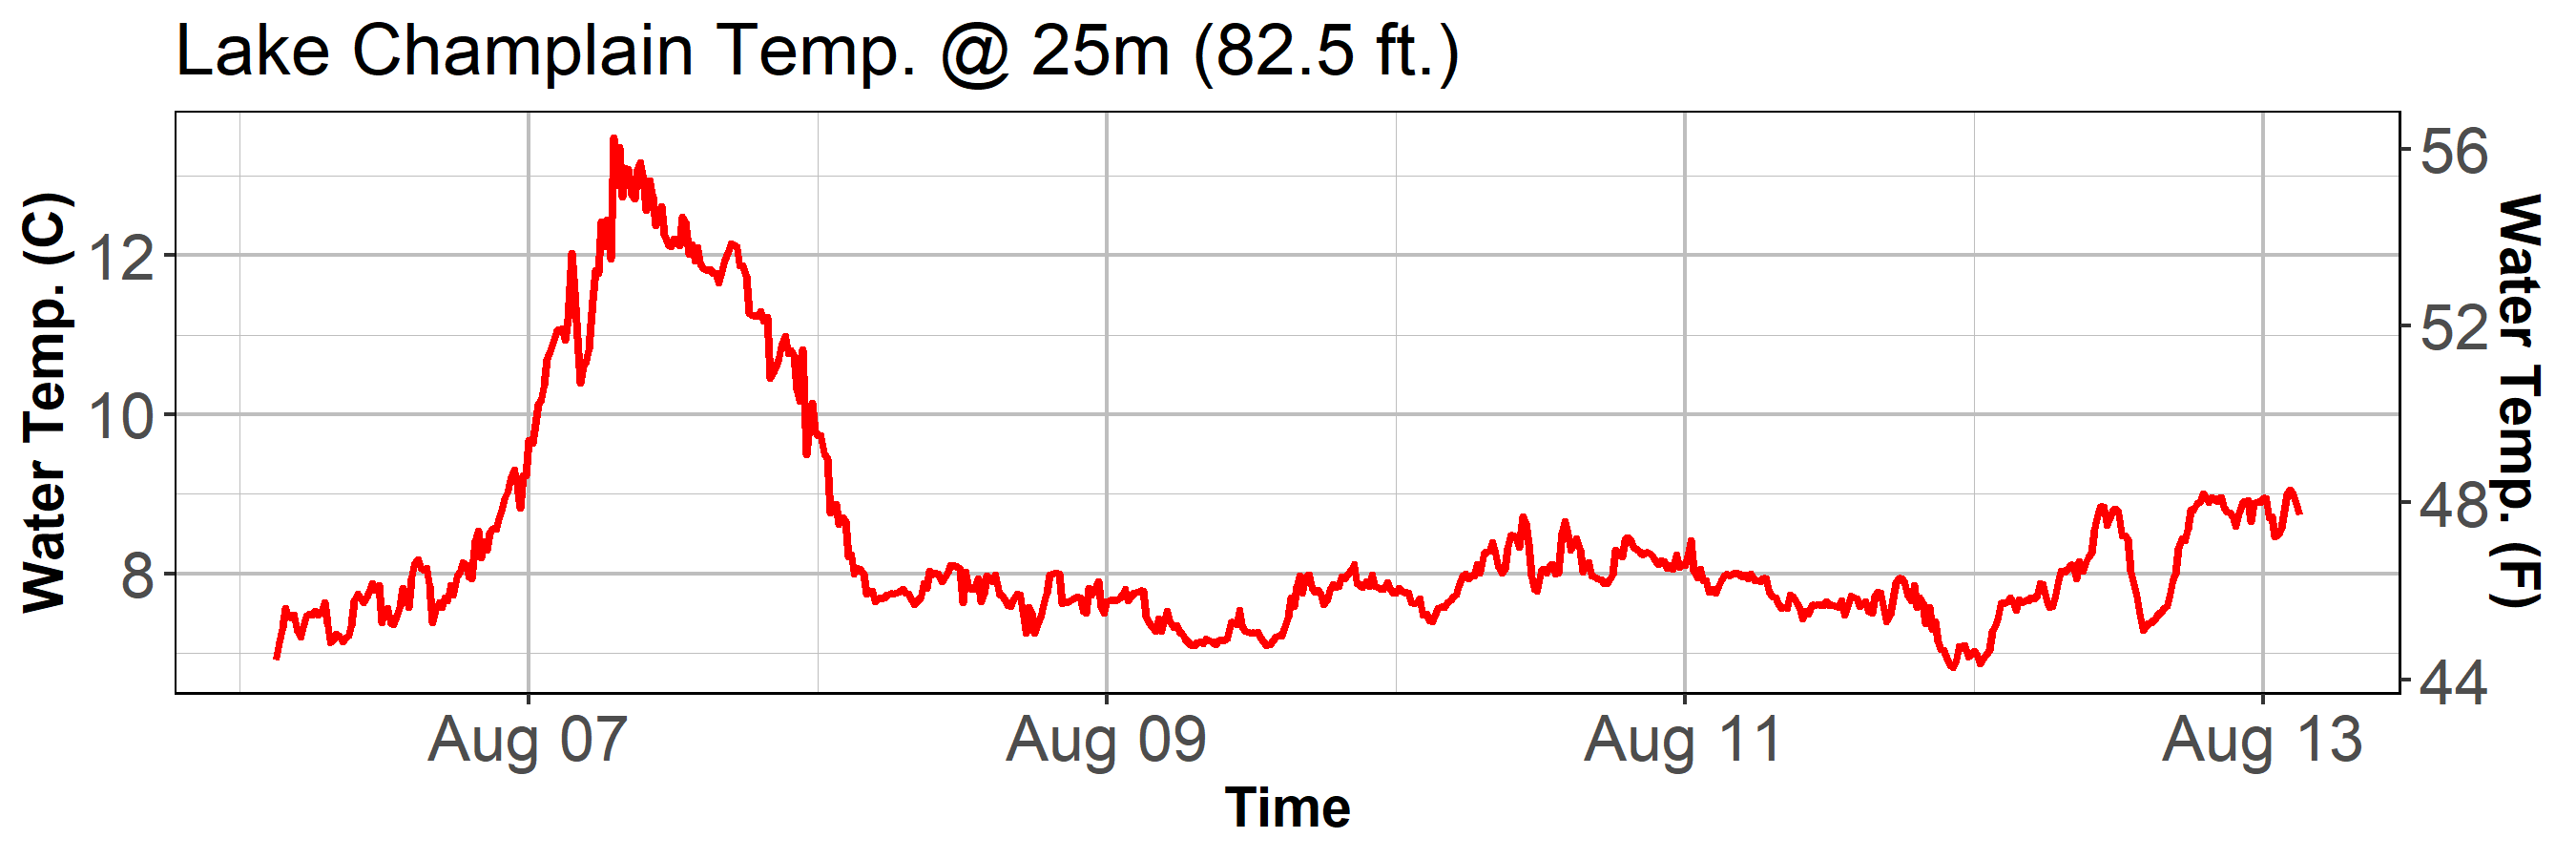 Lake Champlain Temp. @ 25m (82.5 ft.)
Water Temp. (C)
12
10
8
56
52
48
44
Water Temp. (F)
Aug 07 Aug 09 Aug 11 Aug 13
Time